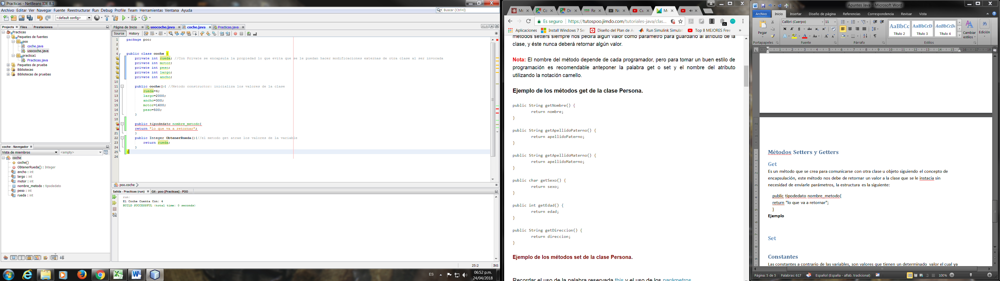 Practicas - NetBeans IDE 8.1
Archivo Editar Ver Navegar Fuente Reestructurar Run Debug Profile Team Herramientas Ventana Ayuda
Buscar (Ctrl+I)
<default config>
Projects Files Prestaciones
Practicas
Paquetes de fuentes
poo
coche.java
usocoche.java
practica1
Practicas.java
Paquetes de prueba
Bibliotecas
Bibliotecas de pruebas
coche - Navegador
Vista de miembros <empty>
coche
coche()
ObtenerRueda() : Integer
ancho : int
largo : int
motor : int
nombre_metodo : tipodedato
peso : int
rueda : int
Página de Inicio usocoche.java coche.java Practicas.java
Source History
1 package poo;
2
3
4 public class coche {
private int rueda; //Con Private se encapsula la propiedad lo que evita que se le puedan hacer modificaciones externas de otra clase al ser invocada
private int motor;
private int peso;
private int largo;
private int ancho;
10
11 public coche(){ //Metodo constructor: inicializa los valores de la clase
12 rueda=4;
13 largo=2000;
14 ancho=300;
15 motor=1600;
16 peso=500;
17 }
18
public tipodedato nombre_metodo{
return "lo que va a retornar";
21 }
22 public Integer ObtenerRueda(){//el metodo get atrae los valores de la variable
23 return rueda;
24 }
25 }
26
poo.coche
Salida - Practicas (run) Git - poo [Practicas] - POO
run:
El Coche Cuenta Con: 4
BUILD SUCCESSFUL (total time: 0 seconds)
25:2 INS
ES 06:52 p.m.
24/04/2018
Mé Co Dr Re No Cu Mé
Es seguro https://tutospoo.jimdo.com/tutoriales-java/clas...
25
Aplicaciones Install Windows 7 Ser Diseño del Plan de Ac Run Simulink Simulat Top 8 MEJORES Free »
métodos setters siempre nos pedirá algún valor como parámetro para guardarlo al atributo de la
clase, y éste nunca deberá retornar algún valor.
Nota: El nombre del método depende de cada programador, pero para tomar un buen estilo de
programación es recomendable anteponer la palabra get o set y el nombre del atributo
utilizando la notación camello.
Ejemplo de los métodos get de la clase Persona.
public String getNombre() {
return nombre;
}
public String getApellidoPaterno() {
return apellidoPaterno;
}
public String getApellidoMaterno() {
return apellidoMaterno;
}
public char getSexo() {
return sexo;
}
public int getEdad() {
return edad;
}
public String getDireccion() {
return direccion;
}
Ejemplo de los métodos set de la clase Persona.
Recordar el uso de la palabra reservada this y el uso de los parámetros.
Apuntes Java - Microsoft Word
Archivo Inicio Insertar Diseño de página Referencias Correspondencia Revisar Vista
Calibri (Cuerpo) 11
Pegar
N K S abc x₂ x²
AaBbCc AaBbCcD AaBbCcDc
Título 2 Título 3 Título 4
Cambiar estilos
Edición
Portapapeles Fuente Párrafo Estilos
Métodos Setters y Getters
Get
Es un método que se crea para comunicarse con otra clase u objeto siguiendo el concepto de
encapsulación, este método nos debe de retornar un valor a la clase que se le instacia sin
necesidad de enviarle parámetros, la estructura es la siguiente:
public tipodedato nombre_metodo{
return "lo que va a retornar";
}
Ejemplo
Set
Constantes
Las constantes a contrario de las variables, son valores que tienen un determinado valor el cual ya
Página: 5 de 5 Palabras: 617 Español (España - alfab. tradicional) 100%